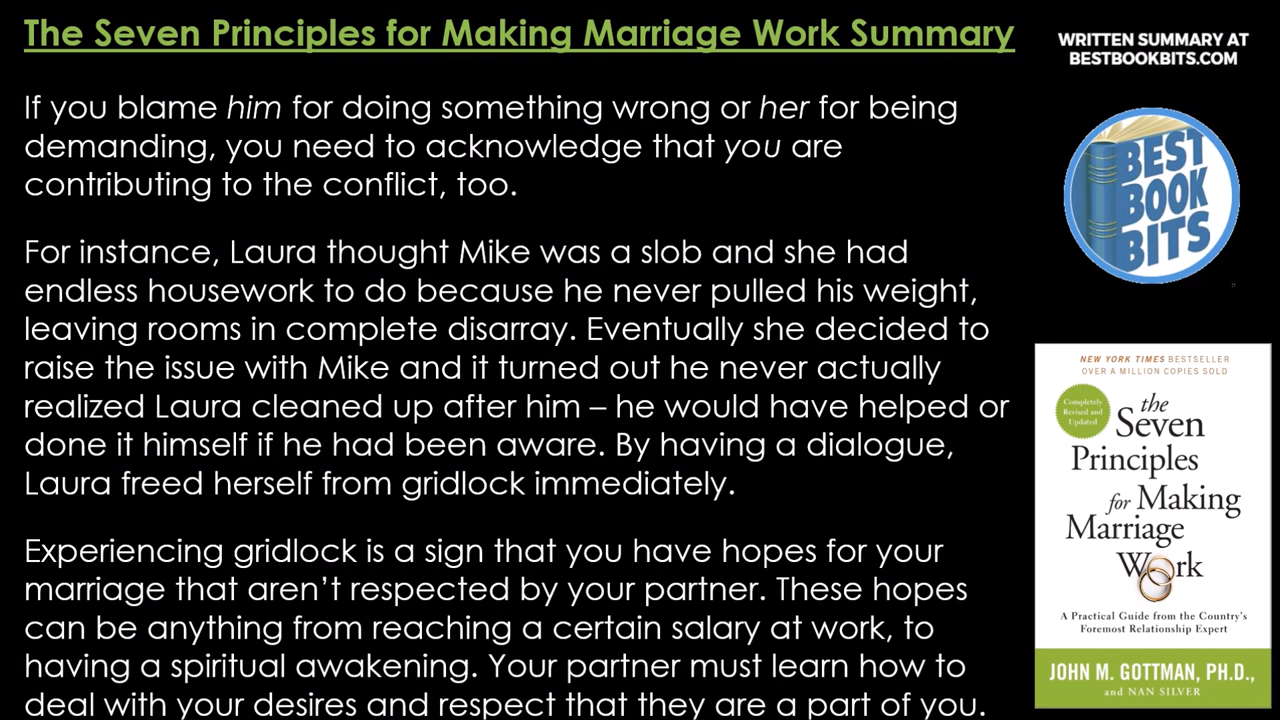 The Seven Principles for Making Marriage Work Summary
If you blame him for doing something wrong or her for being
demanding, you need to acknowledge that you are
contributing to the conflict, too.
For instance, Laura thought Mike was a slob and she had
endless housework to do because he never pulled his weight,
leaving rooms in complete disarray. Eventually she decided to
raise the issue with Mike and it turned out he never actually
realized Laura cleaned up after him – he would have helped or
done it himself if he had been aware. By having a dialogue,
Laura freed herself from gridlock immediately.
Experiencing gridlock is a sign that you have hopes for your
marriage that aren’t respected by your partner. These hopes
can be anything from reaching a certain salary at work, to
having a spiritual awakening. Your partner must learn how to
deal with your desires and respect that they are a part of you.
WRITTEN SUMMARY AT
BESTBOOKBITS.COM
BEST
BOOK
BITS
NEW YORK TIMES BESTSELLER
OVER A MILLION COPIES SOLD
Completely
Revised and
Updated
the
Seven
Principles
for Making
Marriage
Work
A Practical Guide from the Country's
Foremost Relationship Expert
JOHN M. GOTTMAN, PH.D.,
and NAN SILVER